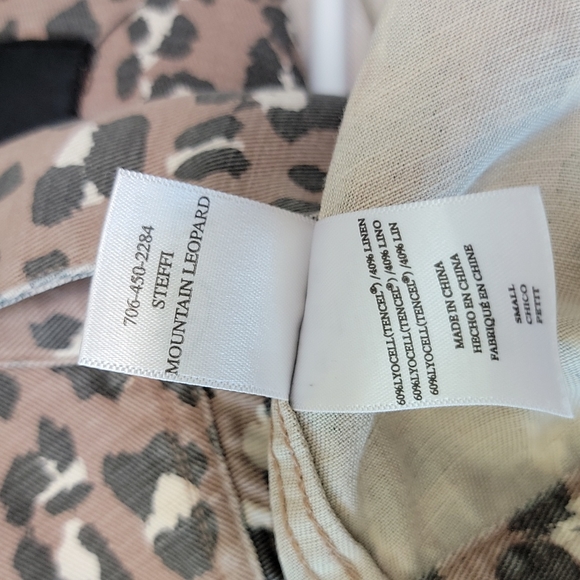 706-450-2284
STEFFI
MOUNTAIN LEOPARD
60%LYOCELL(TENCEL®)/40% LINEN
60%LYOCELL(TENCEL®)/40% LINO
60%LYOCELL(TENCEL®)/40% LIN
MADE IN CHINA
HECHO EN CHINA
FABRIQUÉ EN CHINE
SMALL
CHICO
PETIT